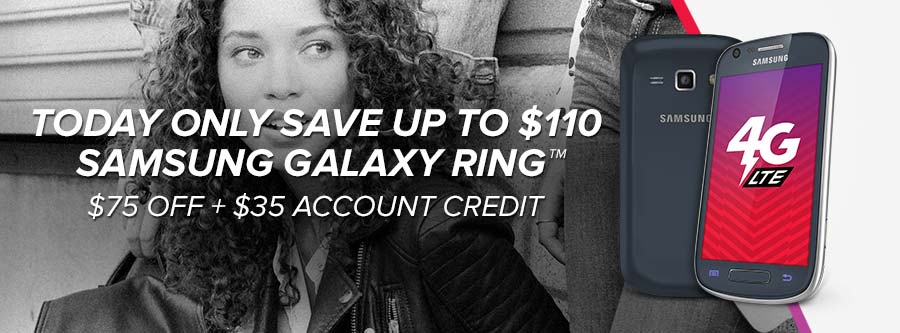 TODAY ONLY SAVE UP TO $110
SAMSUNG GALAXY RING™
$75 OFF + $35 ACCOUNT CREDIT
SAMSUNG
SAMSUNG
4G
LTE